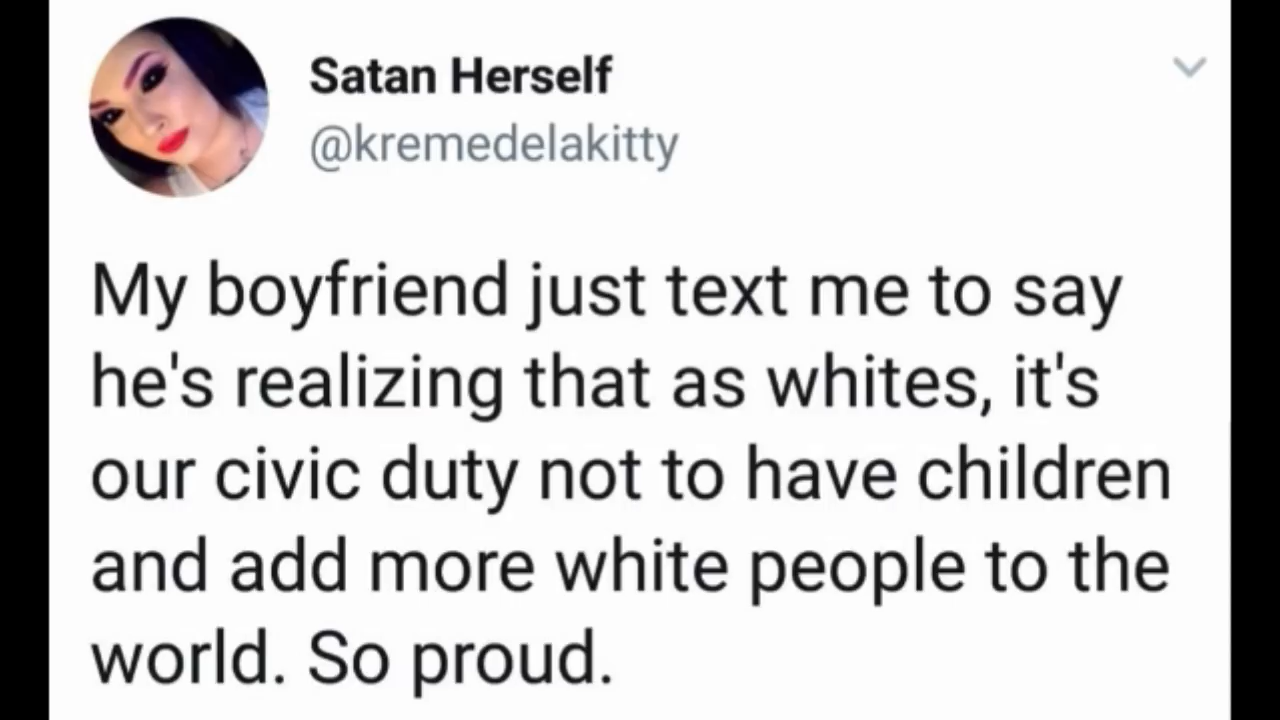 Satan Herself
@kremedelakitty
My boyfriend just text me to say
he's realizing that as whites, it's
our civic duty not to have children
and add more white people to the
world. So proud.